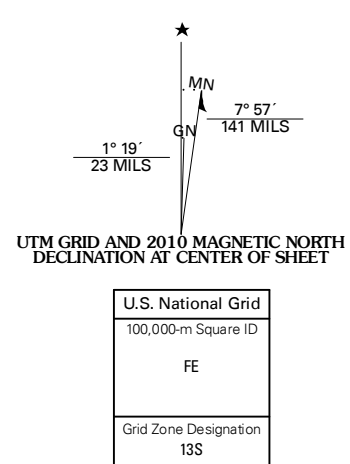 MN
7° 57´
141 MILS
GN
1° 19´
23 MILS
UTM GRID AND 2010 MAGNETIC NORTH
DECLINATION AT CENTER OF SHEET
U.S. National Grid
100,000-m Square ID
FE
Grid Zone Designation
13S